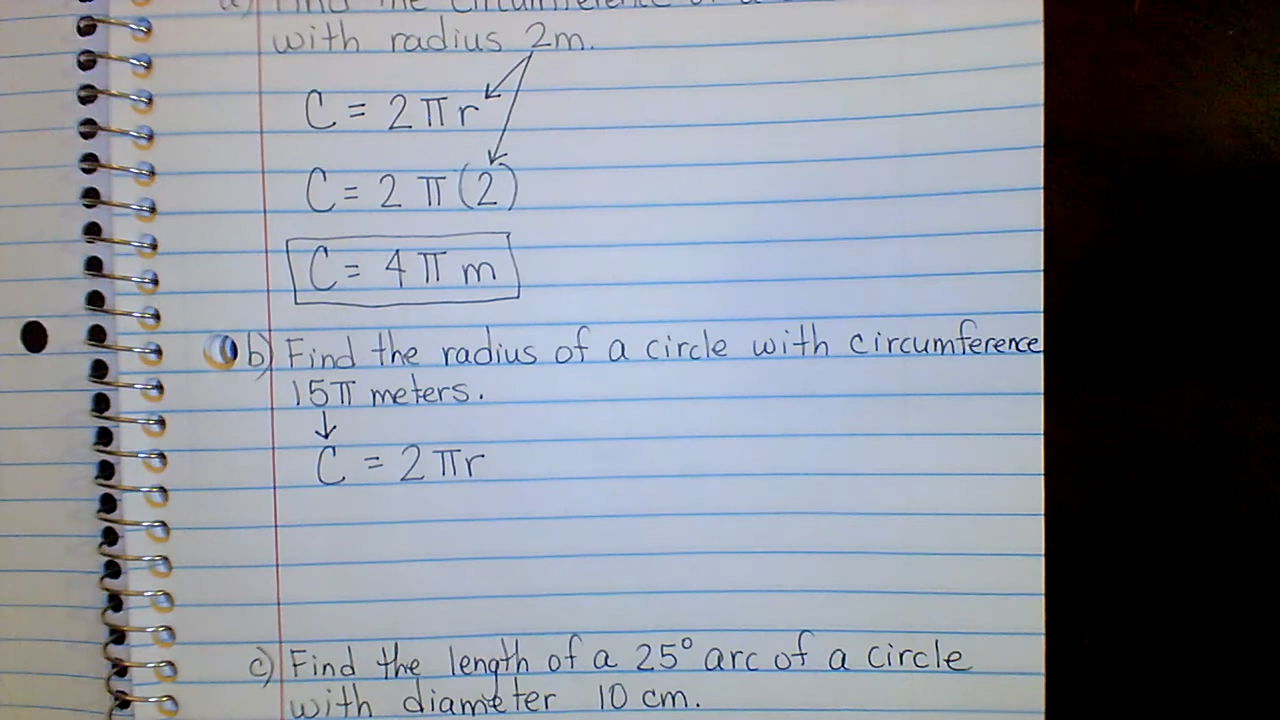 with radius 2m.
C = 2πr
C = 2π(2)
C = 4π m
b) Find the radius of a circle with circumference
15π meters.
↓
C = 2πr
c) Find the length of a 25° arc of a circle
with diameter 10 cm.